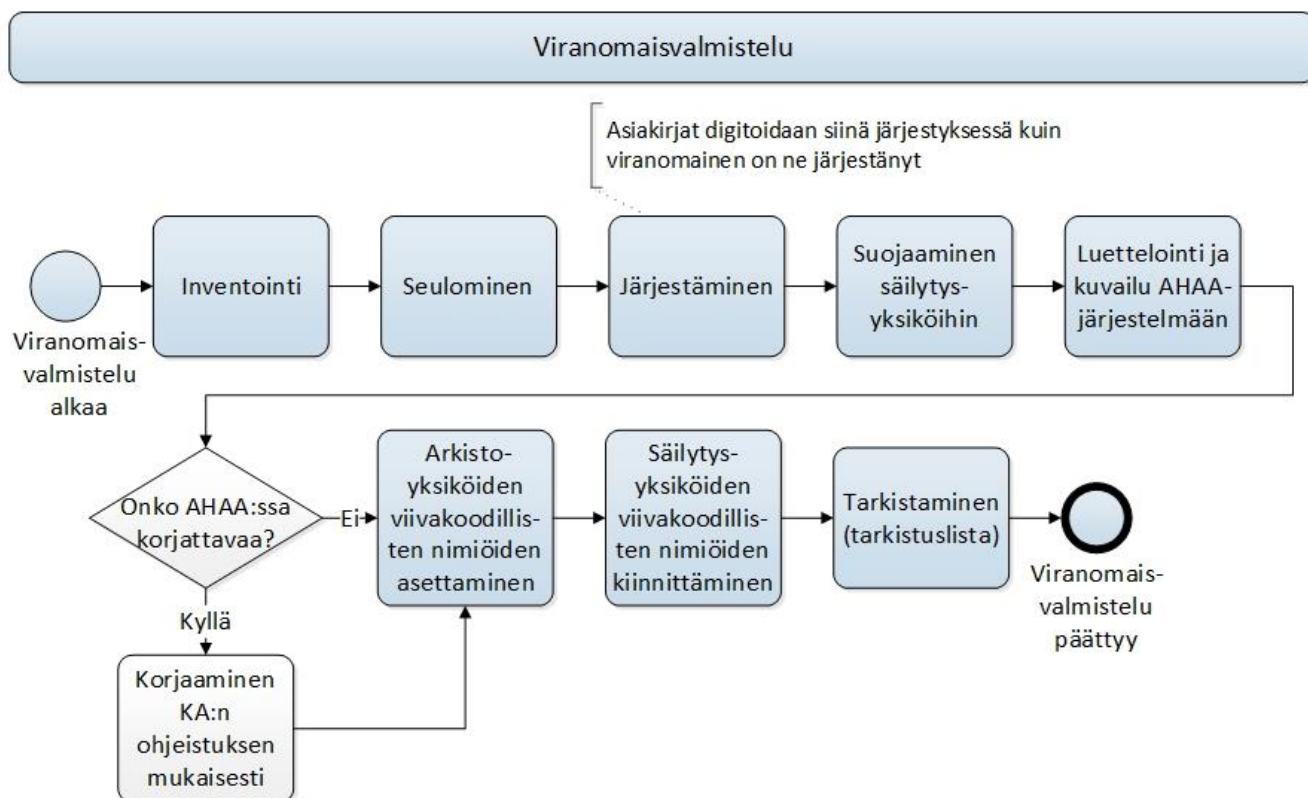 Viranomaisvalmistelu
Asiakirjat digitoidaan siinä järjestyksessä kuin
viranomainen on ne järjestänyt
Viranomais-
valmistelu
alkaa
Inventointi
Seulominen
Järjestäminen
Suojaaminen
säilytys-
yksiköihin
Luettelointi ja
kuvailu AHAA-
järjestelmään
Onko AHAA:ssa
korjattavaa?
Ei
Kyllä
Korjaaminen
KA:n
ohjeistuksen
mukaisesti
Arkisto-
yksiköiden
viivakoodillis-
ten nimiöiden
asettaminen
Säilytys-
yksiköiden
viivakoodillis-
ten nimiöiden
kiinnittäminen
Tarkistaminen
(tarkistuslista)
Viranomais-
valmistelu
päättyy